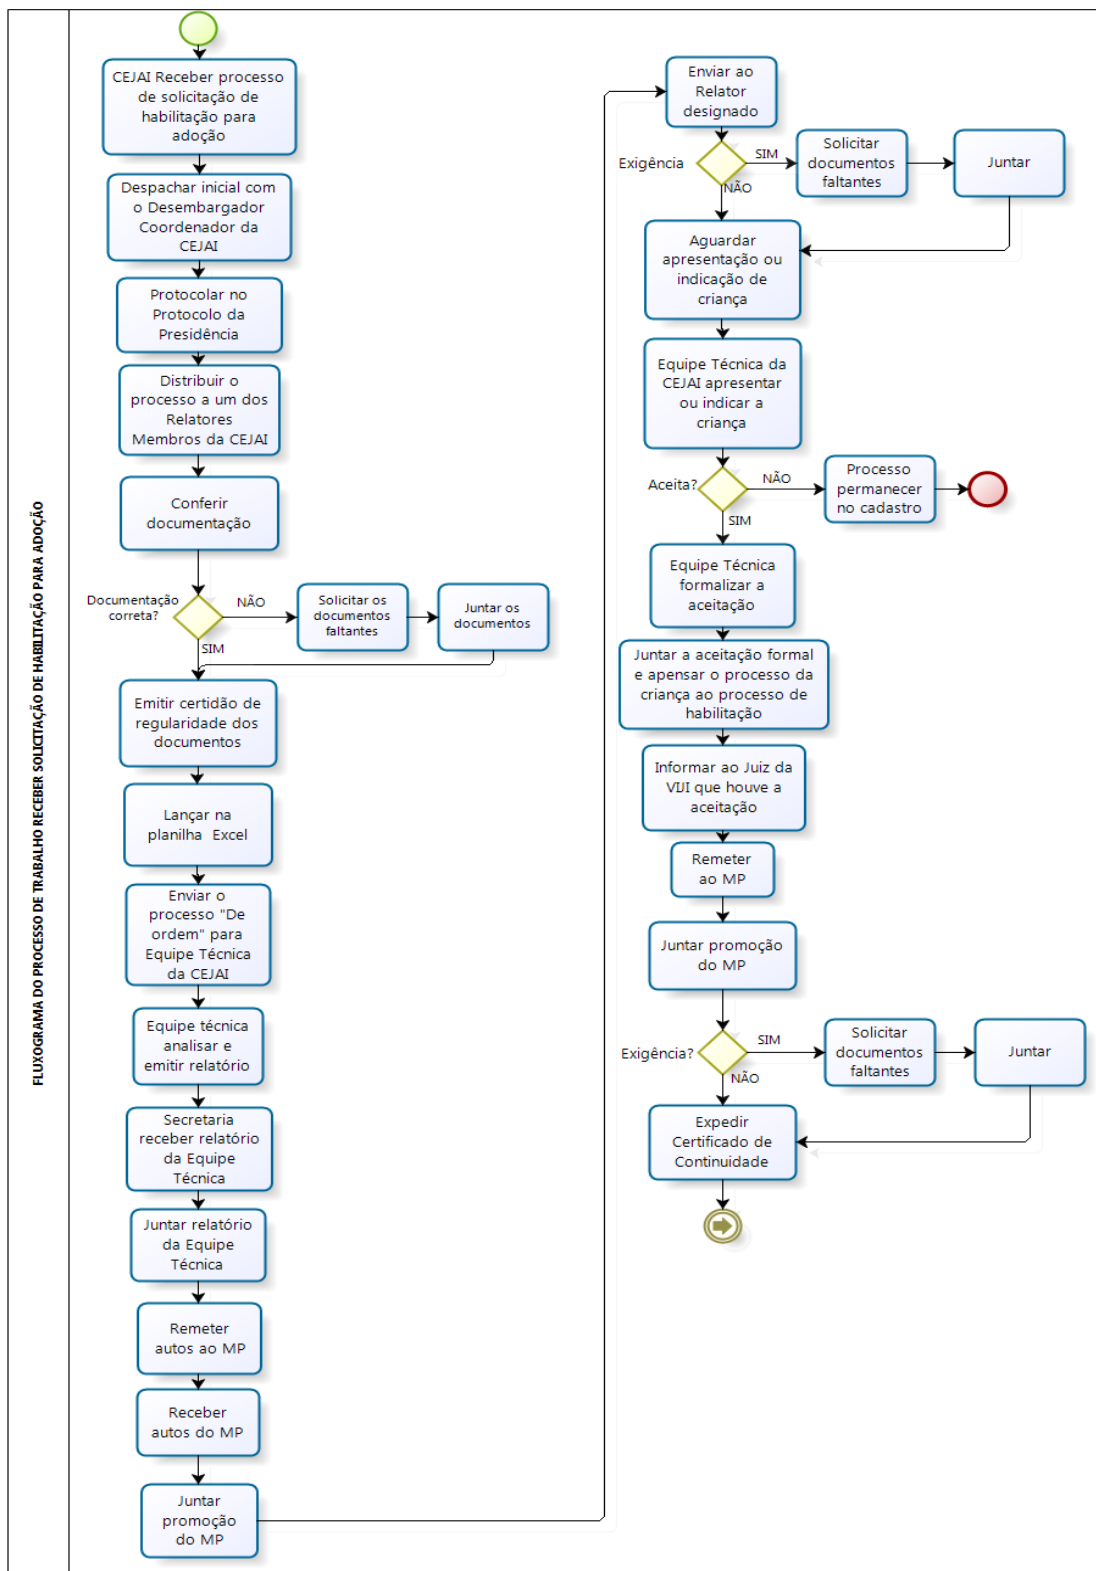 FLUXOGRAMA DO PROCESSO DE TRABALHO RECEBER SOLICITAÇÃO DE HABILITAÇÃO PARA ADOÇÃO
CEJAI Receber processo
de solicitação de
habilitação para
adoção
Despachar inicial com
o Desembargador
Coordenador da
CEJAI
Protocolar no
Protocolo da
Presidência
Distribuir o
processo a um dos
Relatores
Membros da CEJAI
Conferir
documentação
Documentação
correta?
NÃO
SIM
Solicitar os
documentos
faltantes
Juntar os
documentos
Emitir certidão de
regularidade dos
documentos
Lançar na
planilha Excel
Enviar o
processo "De
ordem" para
Equipe Técnica
da CEJAI
Equipe técnica
analisar e
emitir relatório
Secretaria
receber relatório
da Equipe
Técnica
Juntar relatório
da Equipe
Técnica
Remeter
autos ao MP
Receber
autos do MP
Juntar
promoção
do MP
Enviar ao
Relator
designado
Exigência
SIM
NÃO
Solicitar
documentos
faltantes
Juntar
Aguardar
apresentação ou
indicação de
criança
Equipe Técnica da
CEJAI apresentar
ou indicar a
criança
Aceita?
NÃO
SIM
Processo
permanecer
no cadastro
Equipe Técnica
formalizar a
aceitação
Juntar a aceitação formal
e apensar o processo da
criança ao processo de
habilitação
Informar ao Juiz da
VIJI que houve a
aceitação
Remeter
ao MP
Juntar promoção
do MP
Exigência?
SIM
NÃO
Solicitar
documentos
faltantes
Juntar
Expedir
Certificado de
Continuidade